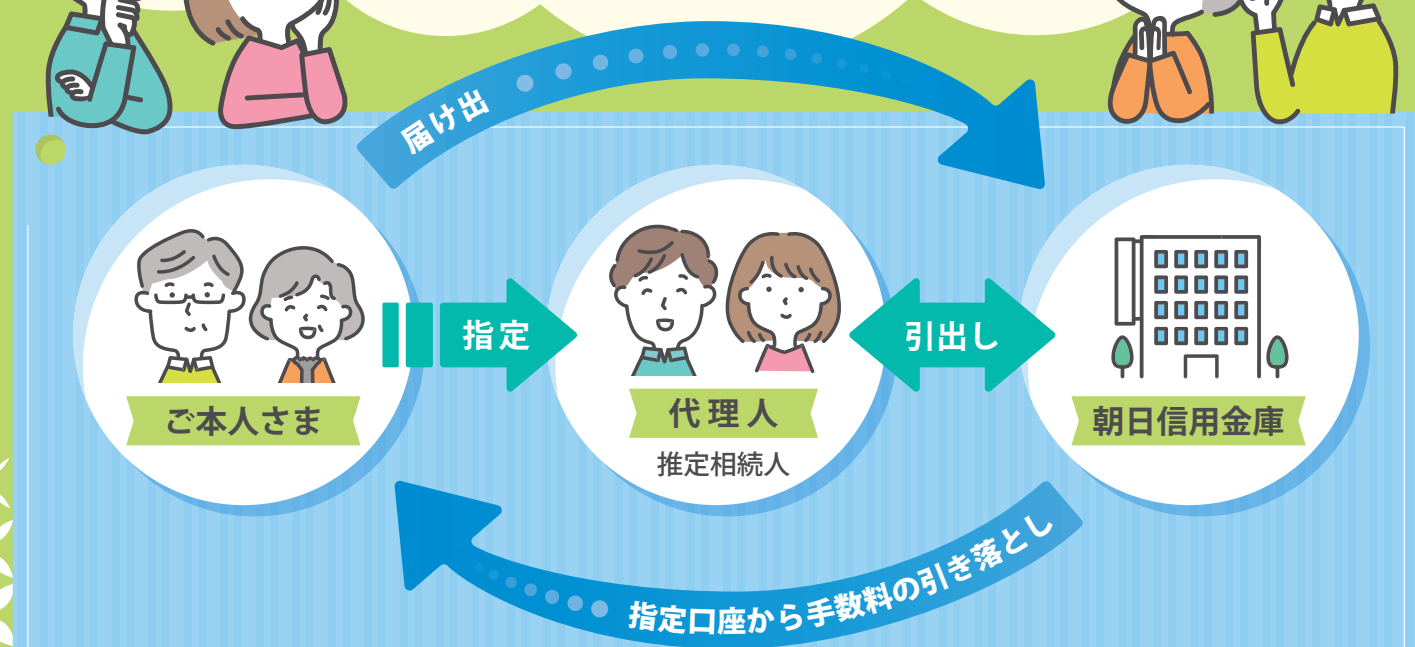 届け出
指定
引出し
ご本人さま
代理人
推定相続人
朝日信用金庫
指定口座から手数料の引き落とし